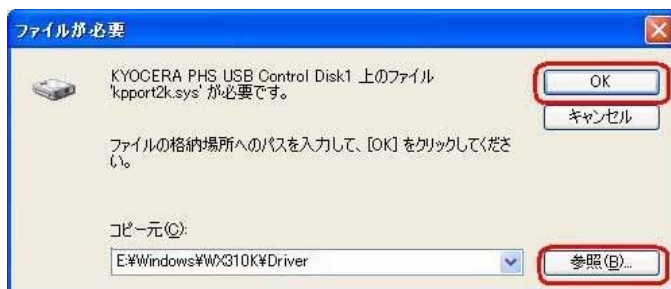 ファイルが必要
KYOCERA PHS USB Control Disk1 上のファイル
'kpport2k.sys' が必要です。
OK
キャンセル
ファイルの格納場所へのパスを入力して、[OK] をクリックしてくださ
い。
コピー元(C):
E:¥Windows¥WX310K¥Driver
参照(B)...